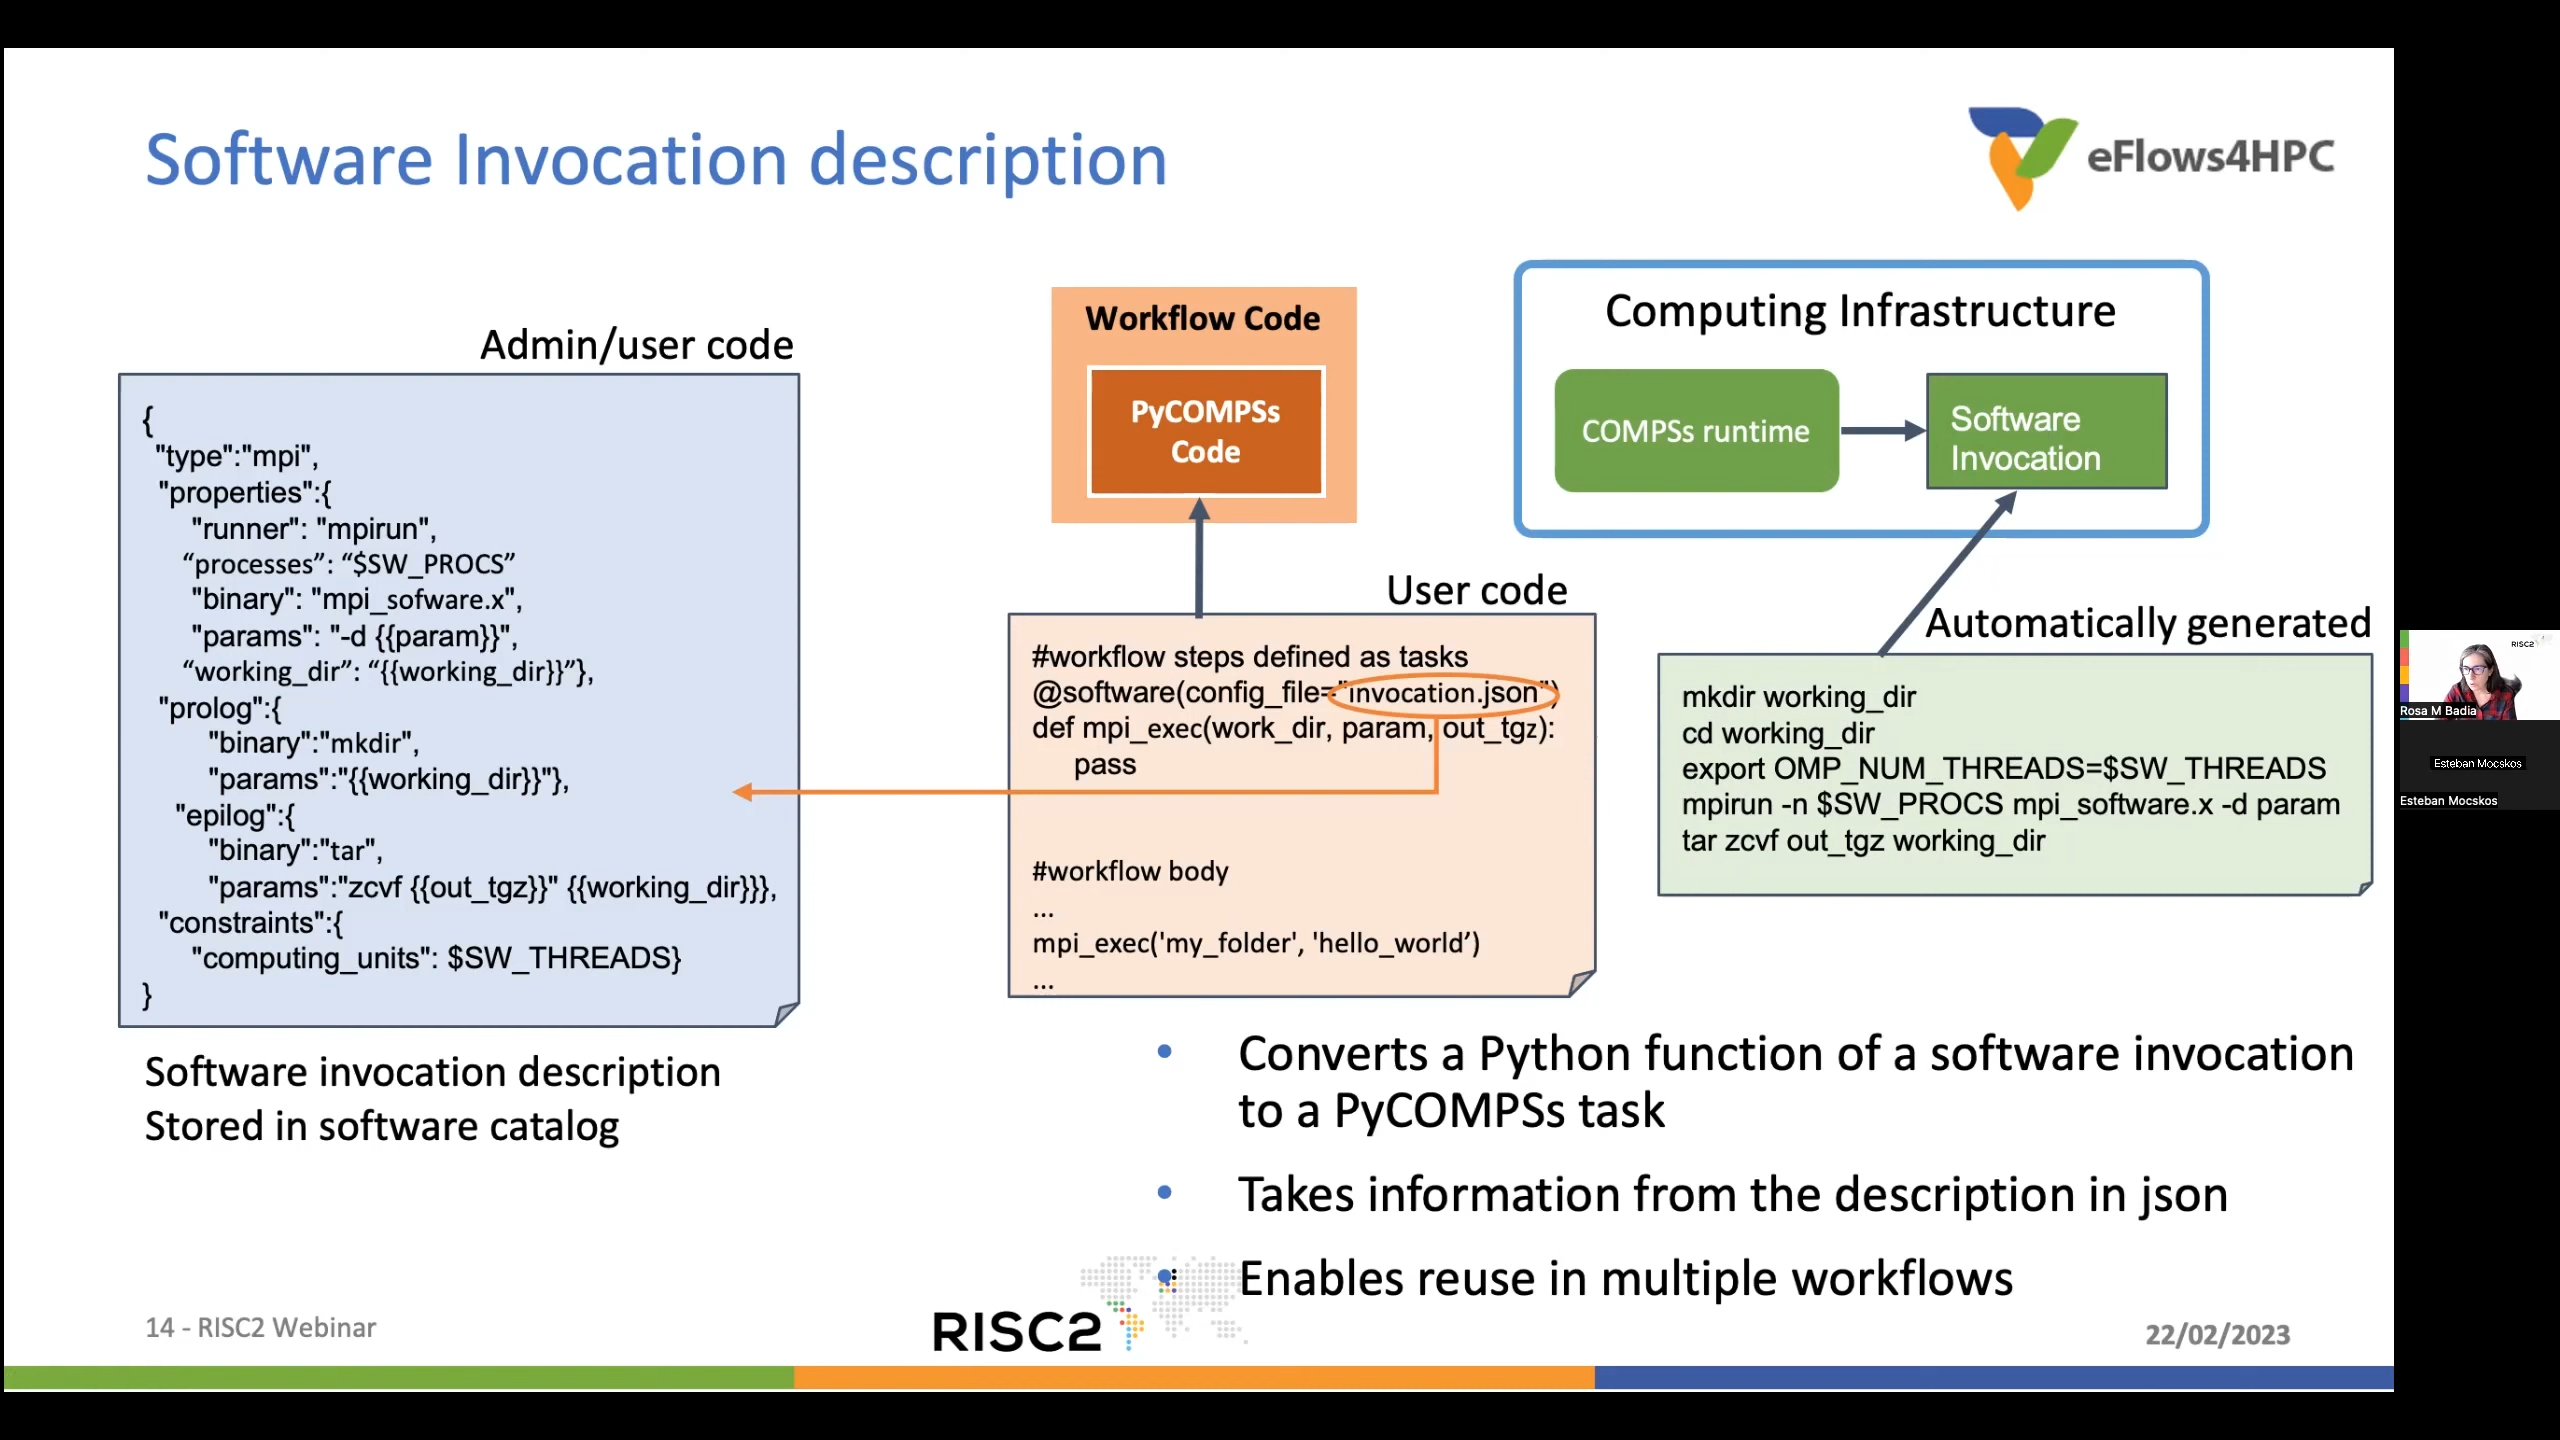 Software Invocation description
eFlows4HPC
Admin/user code
{
"type":"mpi",
"properties":{
"runner": "mpirun",
“processes”: “$SW_PROCS”
"binary": "mpi_sofware.x",
"params": "-d {{param}}",
“working_dir”: “{{working_dir}}”},
"prolog":{
"binary":"mkdir",
"params":"{{working_dir}}"},
"epilog":{
"binary":"tar",
"params":"zcvf {{out_tgz}}" {{working_dir}}},
"constraints":{
"computing_units": $SW_THREADS}
}
Software invocation description
Stored in software catalog
Workflow Code
PyCOMPSs
Code
User code
#workflow steps defined as tasks
@software(config_file="invocation.json")
def mpi_exec(work_dir, param, out_tgz):
pass
#workflow body
...
mpi_exec('my_folder', 'hello_world’)
...
Computing Infrastructure
COMPSs runtime
Software
Invocation
Automatically generated
mkdir working_dir
cd working_dir
export OMP_NUM_THREADS=$SW_THREADS
mpirun -n $SW_PROCS mpi_software.x -d param
tar zcvf out_tgz working_dir
• Converts a Python function of a software invocation
to a PyCOMPSs task
• Takes information from the description in json
• Enables reuse in multiple workflows
14 - RISC2 Webinar
RISC2
22/02/2023
RISC2
Rosa M Badia
Esteban Mocskos
Esteban Mocskos